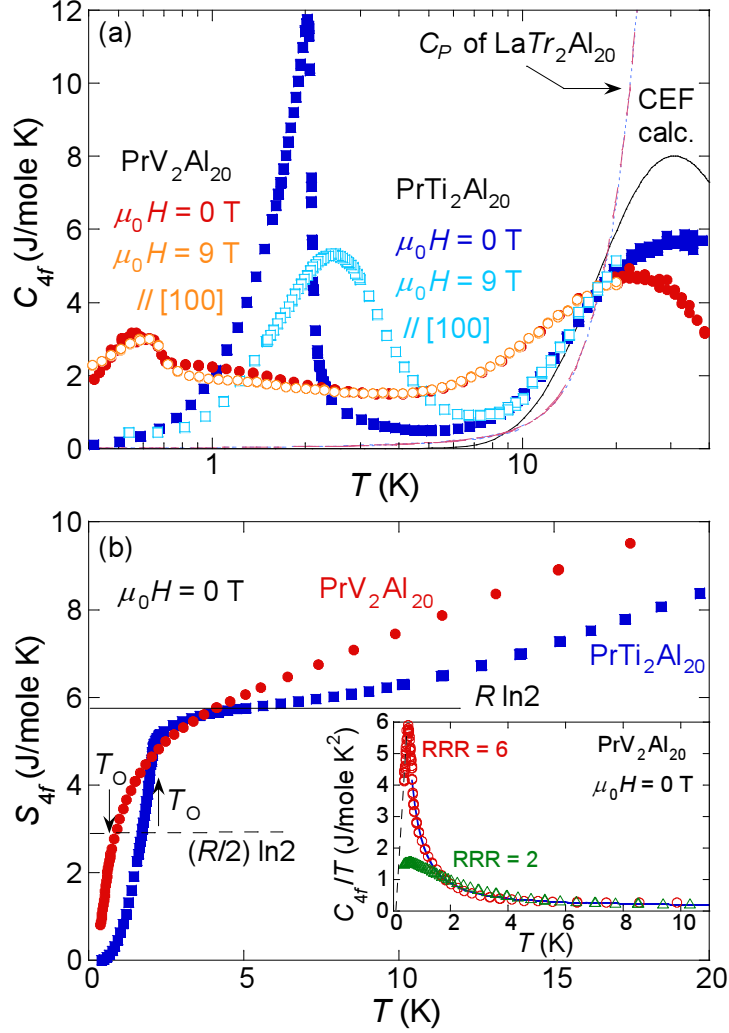 (a)
C_P of LaTr₂Al₂₀
CEF
calc.
PrV₂Al₂₀
μ₀H = 0 T
μ₀H = 9 T
// [100]
PrTi₂Al₂₀
μ₀H = 0 T
μ₀H = 9 T
// [100]
C₄f (J/mole K)
12
10
8
6
4
2
0
1
10
T (K)
(b)
μ₀H = 0 T
PrV₂Al₂₀
PrTi₂Al₂₀
R ln2
T_O
T_O
(R/2) ln2
S₄f (J/mole K)
10
8
6
4
2
0
0 5 10 15 20
T (K)
RRR = 6
PrV₂Al₂₀
μ₀H = 0 T
RRR = 2
C₄f/T (J/mole K²)
6
5
4
3
2
1
0
0 2 4 6 8 10
T (K)